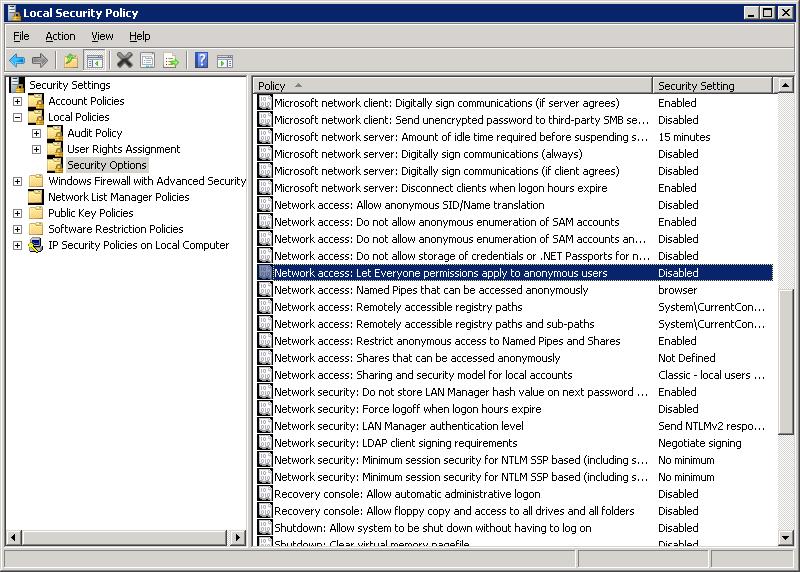 Local Security Policy
File Action View Help
Security Settings
Account Policies
Local Policies
Audit Policy
User Rights Assignment
Security Options
Windows Firewall with Advanced Security
Network List Manager Policies
Public Key Policies
Software Restriction Policies
IP Security Policies on Local Computer
Policy Security Setting
Microsoft network client: Digitally sign communications (if server agrees) Enabled
Microsoft network client: Send unencrypted password to third-party SMB se... Disabled
Microsoft network server: Amount of idle time required before suspending s... 15 minutes
Microsoft network server: Digitally sign communications (always) Disabled
Microsoft network server: Digitally sign communications (if client agrees) Disabled
Microsoft network server: Disconnect clients when logon hours expire Enabled
Network access: Allow anonymous SID/Name translation Disabled
Network access: Do not allow anonymous enumeration of SAM accounts Enabled
Network access: Do not allow anonymous enumeration of SAM accounts an... Disabled
Network access: Do not allow storage of credentials or .NET Passports for n... Disabled
Network access: Let Everyone permissions apply to anonymous users Disabled
Network access: Named Pipes that can be accessed anonymously browser
Network access: Remotely accessible registry paths System\CurrentCon...
Network access: Remotely accessible registry paths and sub-paths System\CurrentCon...
Network access: Restrict anonymous access to Named Pipes and Shares Enabled
Network access: Shares that can be accessed anonymously Not Defined
Network access: Sharing and security model for local accounts Classic - local users ...
Network security: Do not store LAN Manager hash value on next password ... Enabled
Network security: Force logoff when logon hours expire Disabled
Network security: LAN Manager authentication level Send NTLMv2 respo...
Network security: LDAP client signing requirements Negotiate signing
Network security: Minimum session security for NTLM SSP based (including s... No minimum
Network security: Minimum session security for NTLM SSP based (including s... No minimum
Recovery console: Allow automatic administrative logon Disabled
Recovery console: Allow floppy copy and access to all drives and all folders Disabled
Shutdown: Allow system to be shut down without having to log on Disabled
Shutdown: Clear virtual memory pagefile Disabled